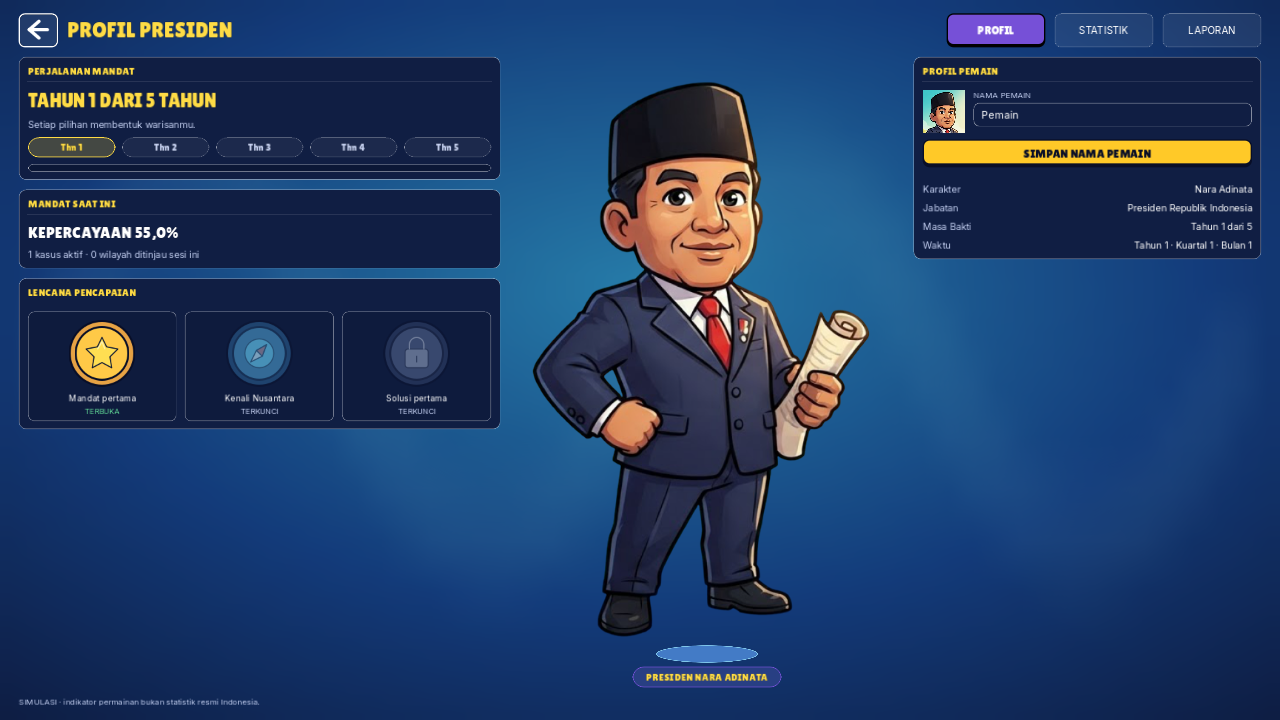 PROFIL PRESIDEN
PROFIL
STATISTIK
LAPORAN
PERJALANAN MANDAT
TAHUN 1 DARI 5 TAHUN
Setiap pilihan membentuk warisanmu.
Thn 1
Thn 2
Thn 3
Thn 4
Thn 5
MANDAT SAAT INI
KEPERCAYAAN 55,0%
1 kasus aktif · 0 wilayah ditinjau sesi ini
LENCANA PENCAPAIAN
Mandat pertama
TERBUKA
Kenali Nusantara
TERKUNCI
Solusi pertama
TERKUNCI
PROFIL PEMAIN
NAMA PEMAIN
Pemain
SIMPAN NAMA PEMAIN
Karakter Nara Adinata
Jabatan Presiden Republik Indonesia
Masa Bakti Tahun 1 dari 5
Waktu Tahun 1 · Kuartal 1 · Bulan 1
PRESIDEN NARA ADINATA
SIMULASI · indikator permainan bukan statistik resmi Indonesia.